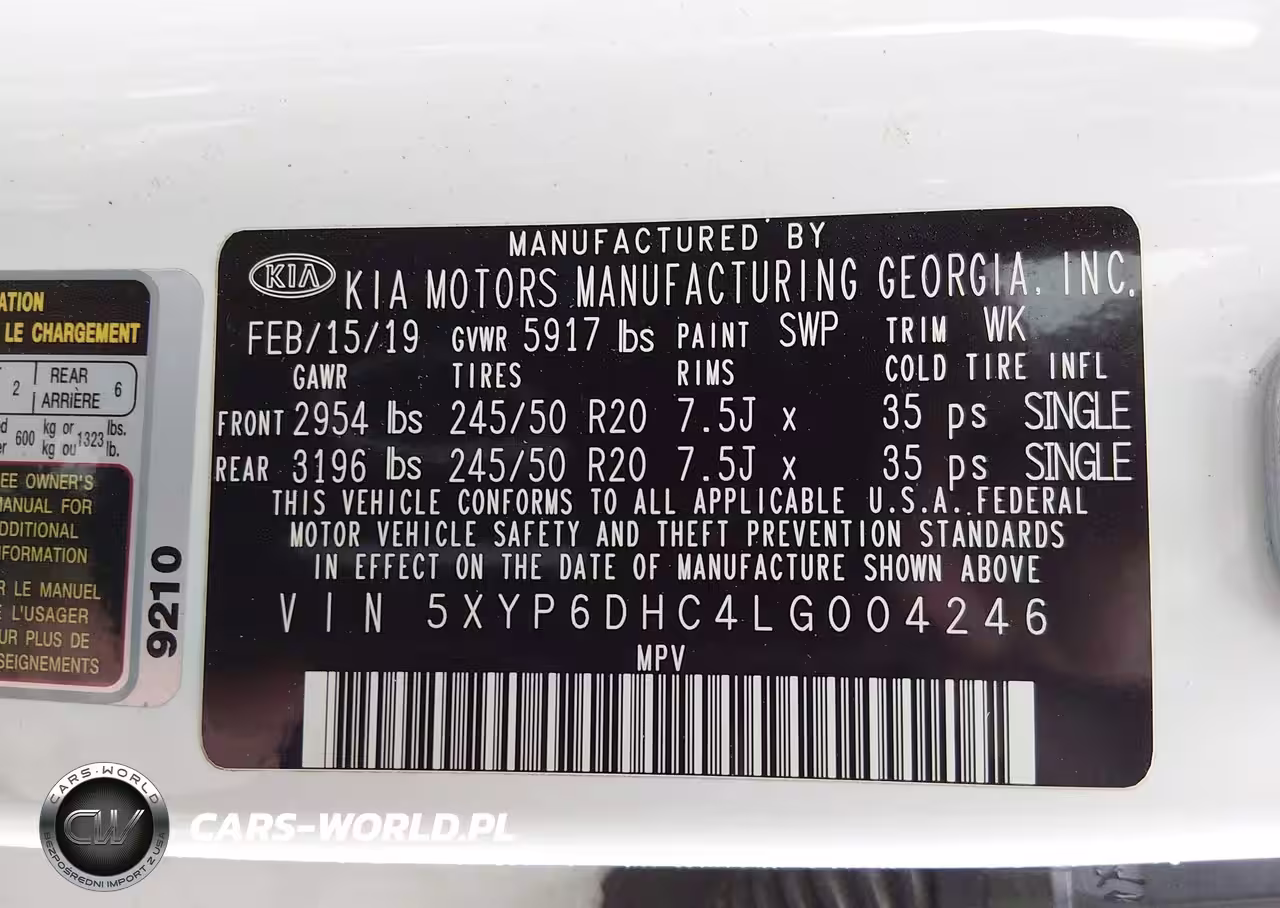 MANUFACTURED BY
KIA
KIA MOTORS MANUFACTURING GEORGIA, INC.
FEB/15/19 GVWR 5917 lbs PAINT SWP TRIM WK
GAWR TIRES RIMS COLD TIRE INFL
FRONT 2954 lbs 245/50 R20 7.5J x 35 ps SINGLE
REAR 3196 lbs 245/50 R20 7.5J x 35 ps SINGLE
THIS VEHICLE CONFORMS TO ALL APPLICABLE U.S.A. FEDERAL
MOTOR VEHICLE SAFETY AND THEFT PREVENTION STANDARDS
IN EFFECT ON THE DATE OF MANUFACTURE SHOWN ABOVE
VIN 5XYP6DHC4LG004246
MPV
ATION
LE CHARGEMENT
2 REAR 6
ARRIÈRE
600 kg or 1323 lbs.
kg ou lb.
EE OWNER'S
MANUAL FOR
DDITIONAL
NFORMATION
R LE MANUEL
L'USAGER
UR PLUS DE
SEIGNEMENTS
9210
CARS-WORLD
CW
BEZPOŚREDNI IMPORT Z USA
CARS-WORLD.PL